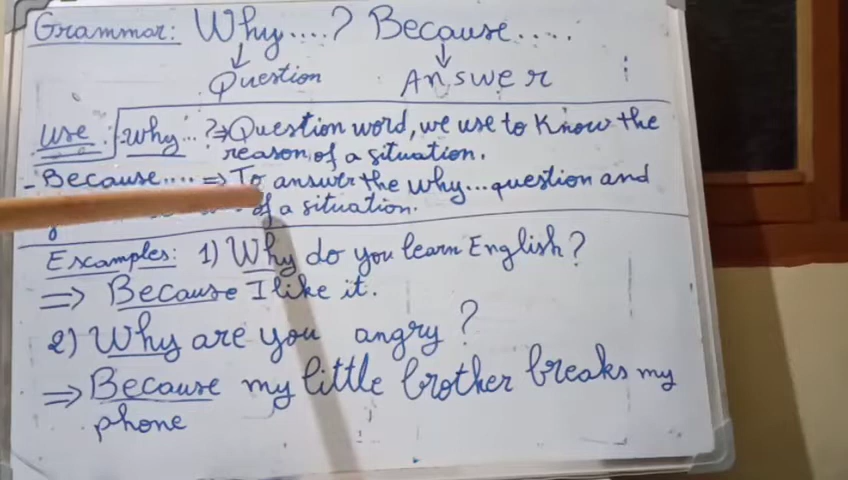 Grammar: Why....? Because.....
Question Answer
Use: - Why...? ⇒ Question word, we use to know the
reason of a situation.
- Because.... ⇒ To answer the why...question and
of a situation.
Examples: 1) Why do you learn English?
⇒ Because I like it.
2) Why are you angry?
⇒ Because my little brother breaks my
phone